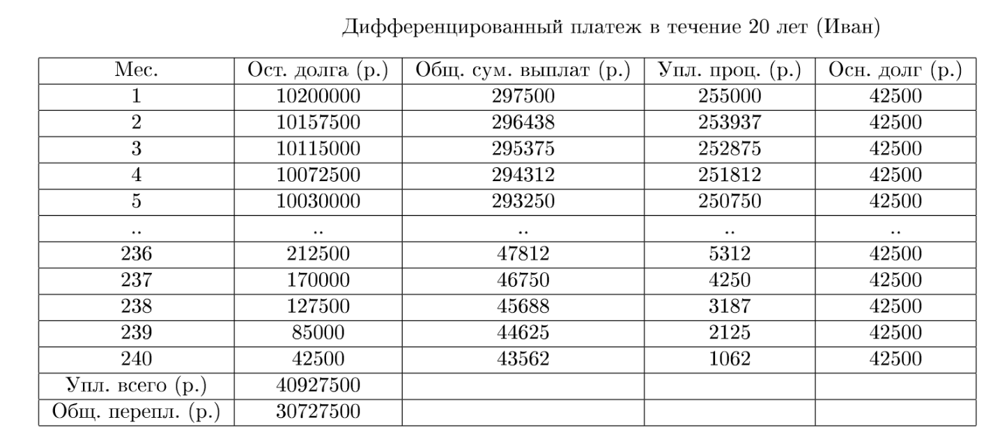 Дифференцированный платеж в течение 20 лет (Иван)
Мес. Ост. долга (р.) Общ. сум. выплат (р.) Упл. проц. (р.) Осн. долг (р.)
1 10200000 297500 255000 42500
2 10157500 296438 253937 42500
3 10115000 295375 252875 42500
4 10072500 294312 251812 42500
5 10030000 293250 250750 42500
.. .. .. .. ..
236 212500 47812 5312 42500
237 170000 46750 4250 42500
238 127500 45688 3187 42500
239 85000 44625 2125 42500
240 42500 43562 1062 42500
Упл. всего (р.) 40927500
Общ. перепл. (р.) 30727500